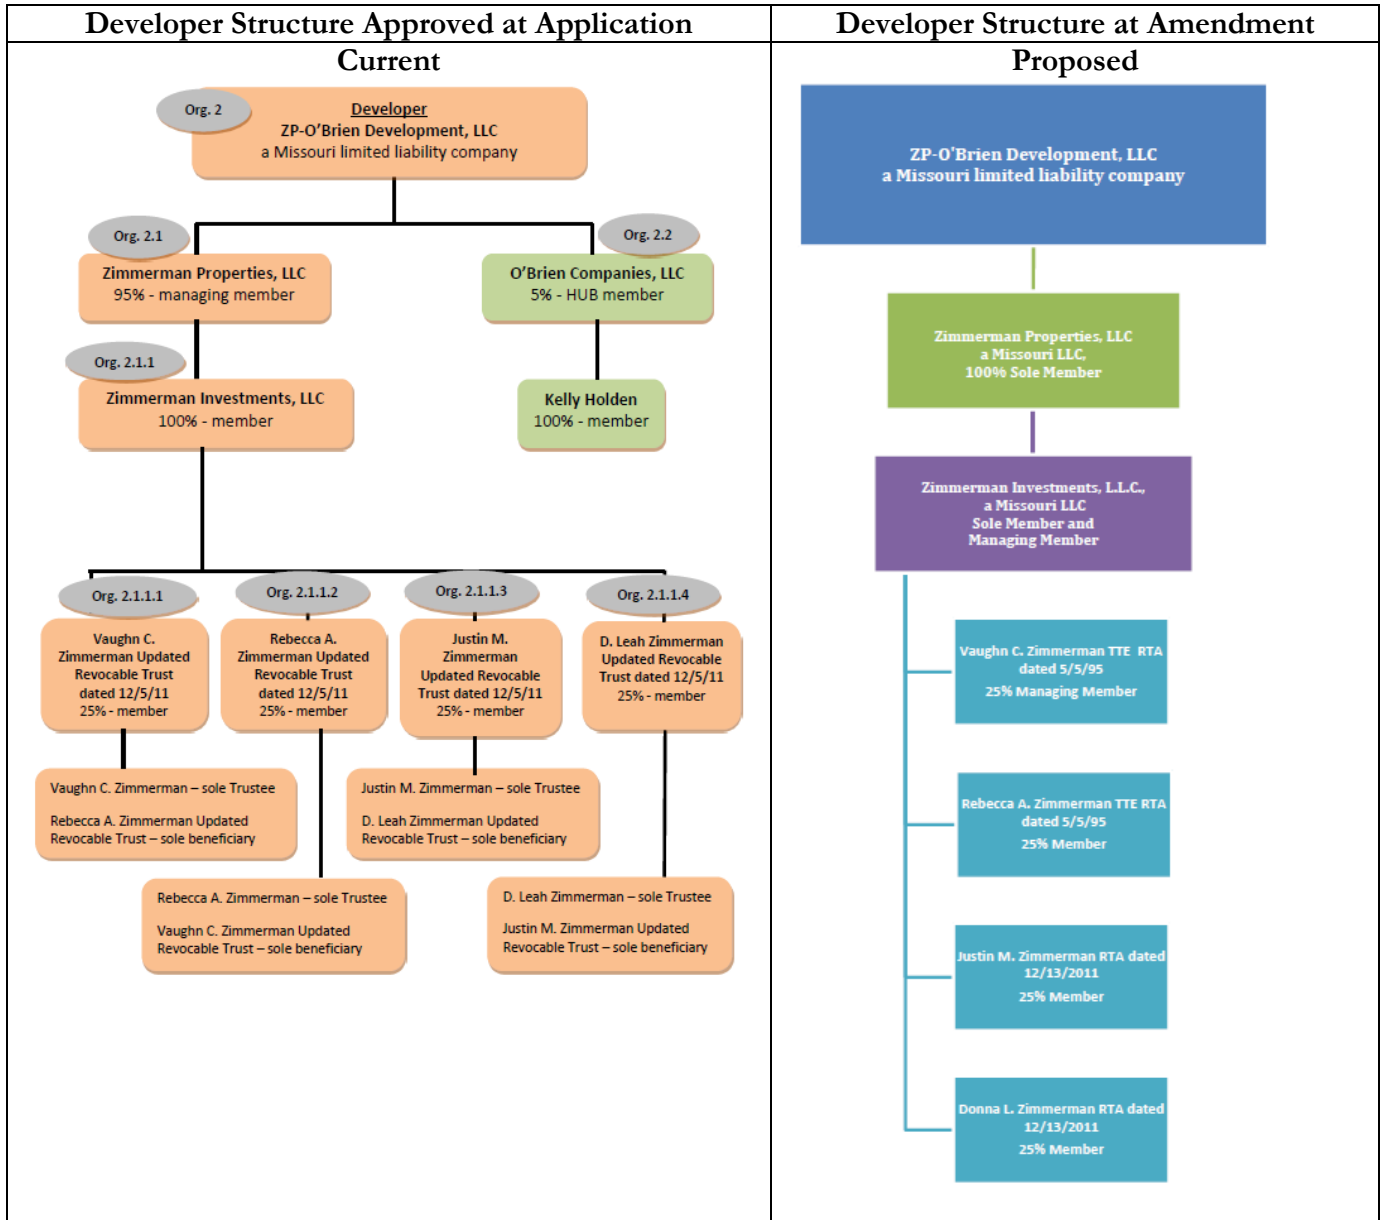 Developer Structure Approved at Application
Current
Org. 2
Developer
ZP-O'Brien Development, LLC
a Missouri limited liability company
Org. 2.1
Zimmerman Properties, LLC
95% - managing member
Org. 2.2
O'Brien Companies, LLC
5% - HUB member
Org. 2.1.1
Zimmerman Investments, LLC
100% - member
Kelly Holden
100% - member
Org. 2.1.1.1
Vaughn C.
Zimmerman Updated
Revocable Trust
dated 12/5/11
25% - member
Org. 2.1.1.2
Rebecca A.
Zimmerman Updated
Revocable Trust
dated 12/5/11
25% - member
Org. 2.1.1.3
Justin M.
Zimmerman
Updated Revocable
Trust dated 12/5/11
25% - member
Org. 2.1.1.4
D. Leah Zimmerman
Updated Revocable
Trust dated 12/5/11
25% - member
Vaughn C. Zimmerman – sole Trustee
Rebecca A. Zimmerman Updated
Revocable Trust – sole beneficiary
Justin M. Zimmerman – sole Trustee
D. Leah Zimmerman Updated
Revocable Trust – sole beneficiary
Rebecca A. Zimmerman – sole Trustee
Vaughn C. Zimmerman Updated
Revocable Trust – sole beneficiary
D. Leah Zimmerman – sole Trustee
Justin M. Zimmerman Updated
Revocable Trust – sole beneficiary
Developer Structure at Amendment
Proposed
ZP-O'Brien Development, LLC
a Missouri limited liability company
Zimmerman Properties, LLC
a Missouri LLC,
100% Sole Member
Zimmerman Investments, L.L.C.,
a Missouri LLC
Sole Member and
Managing Member
Vaughn C. Zimmerman TTE RTA
dated 5/5/95
25% Managing Member
Rebecca A. Zimmerman TTE RTA
dated 5/5/95
25% Member
Justin M. Zimmerman RTA dated
12/13/2011
25% Member
Donna L. Zimmerman RTA dated
12/13/2011
25% Member